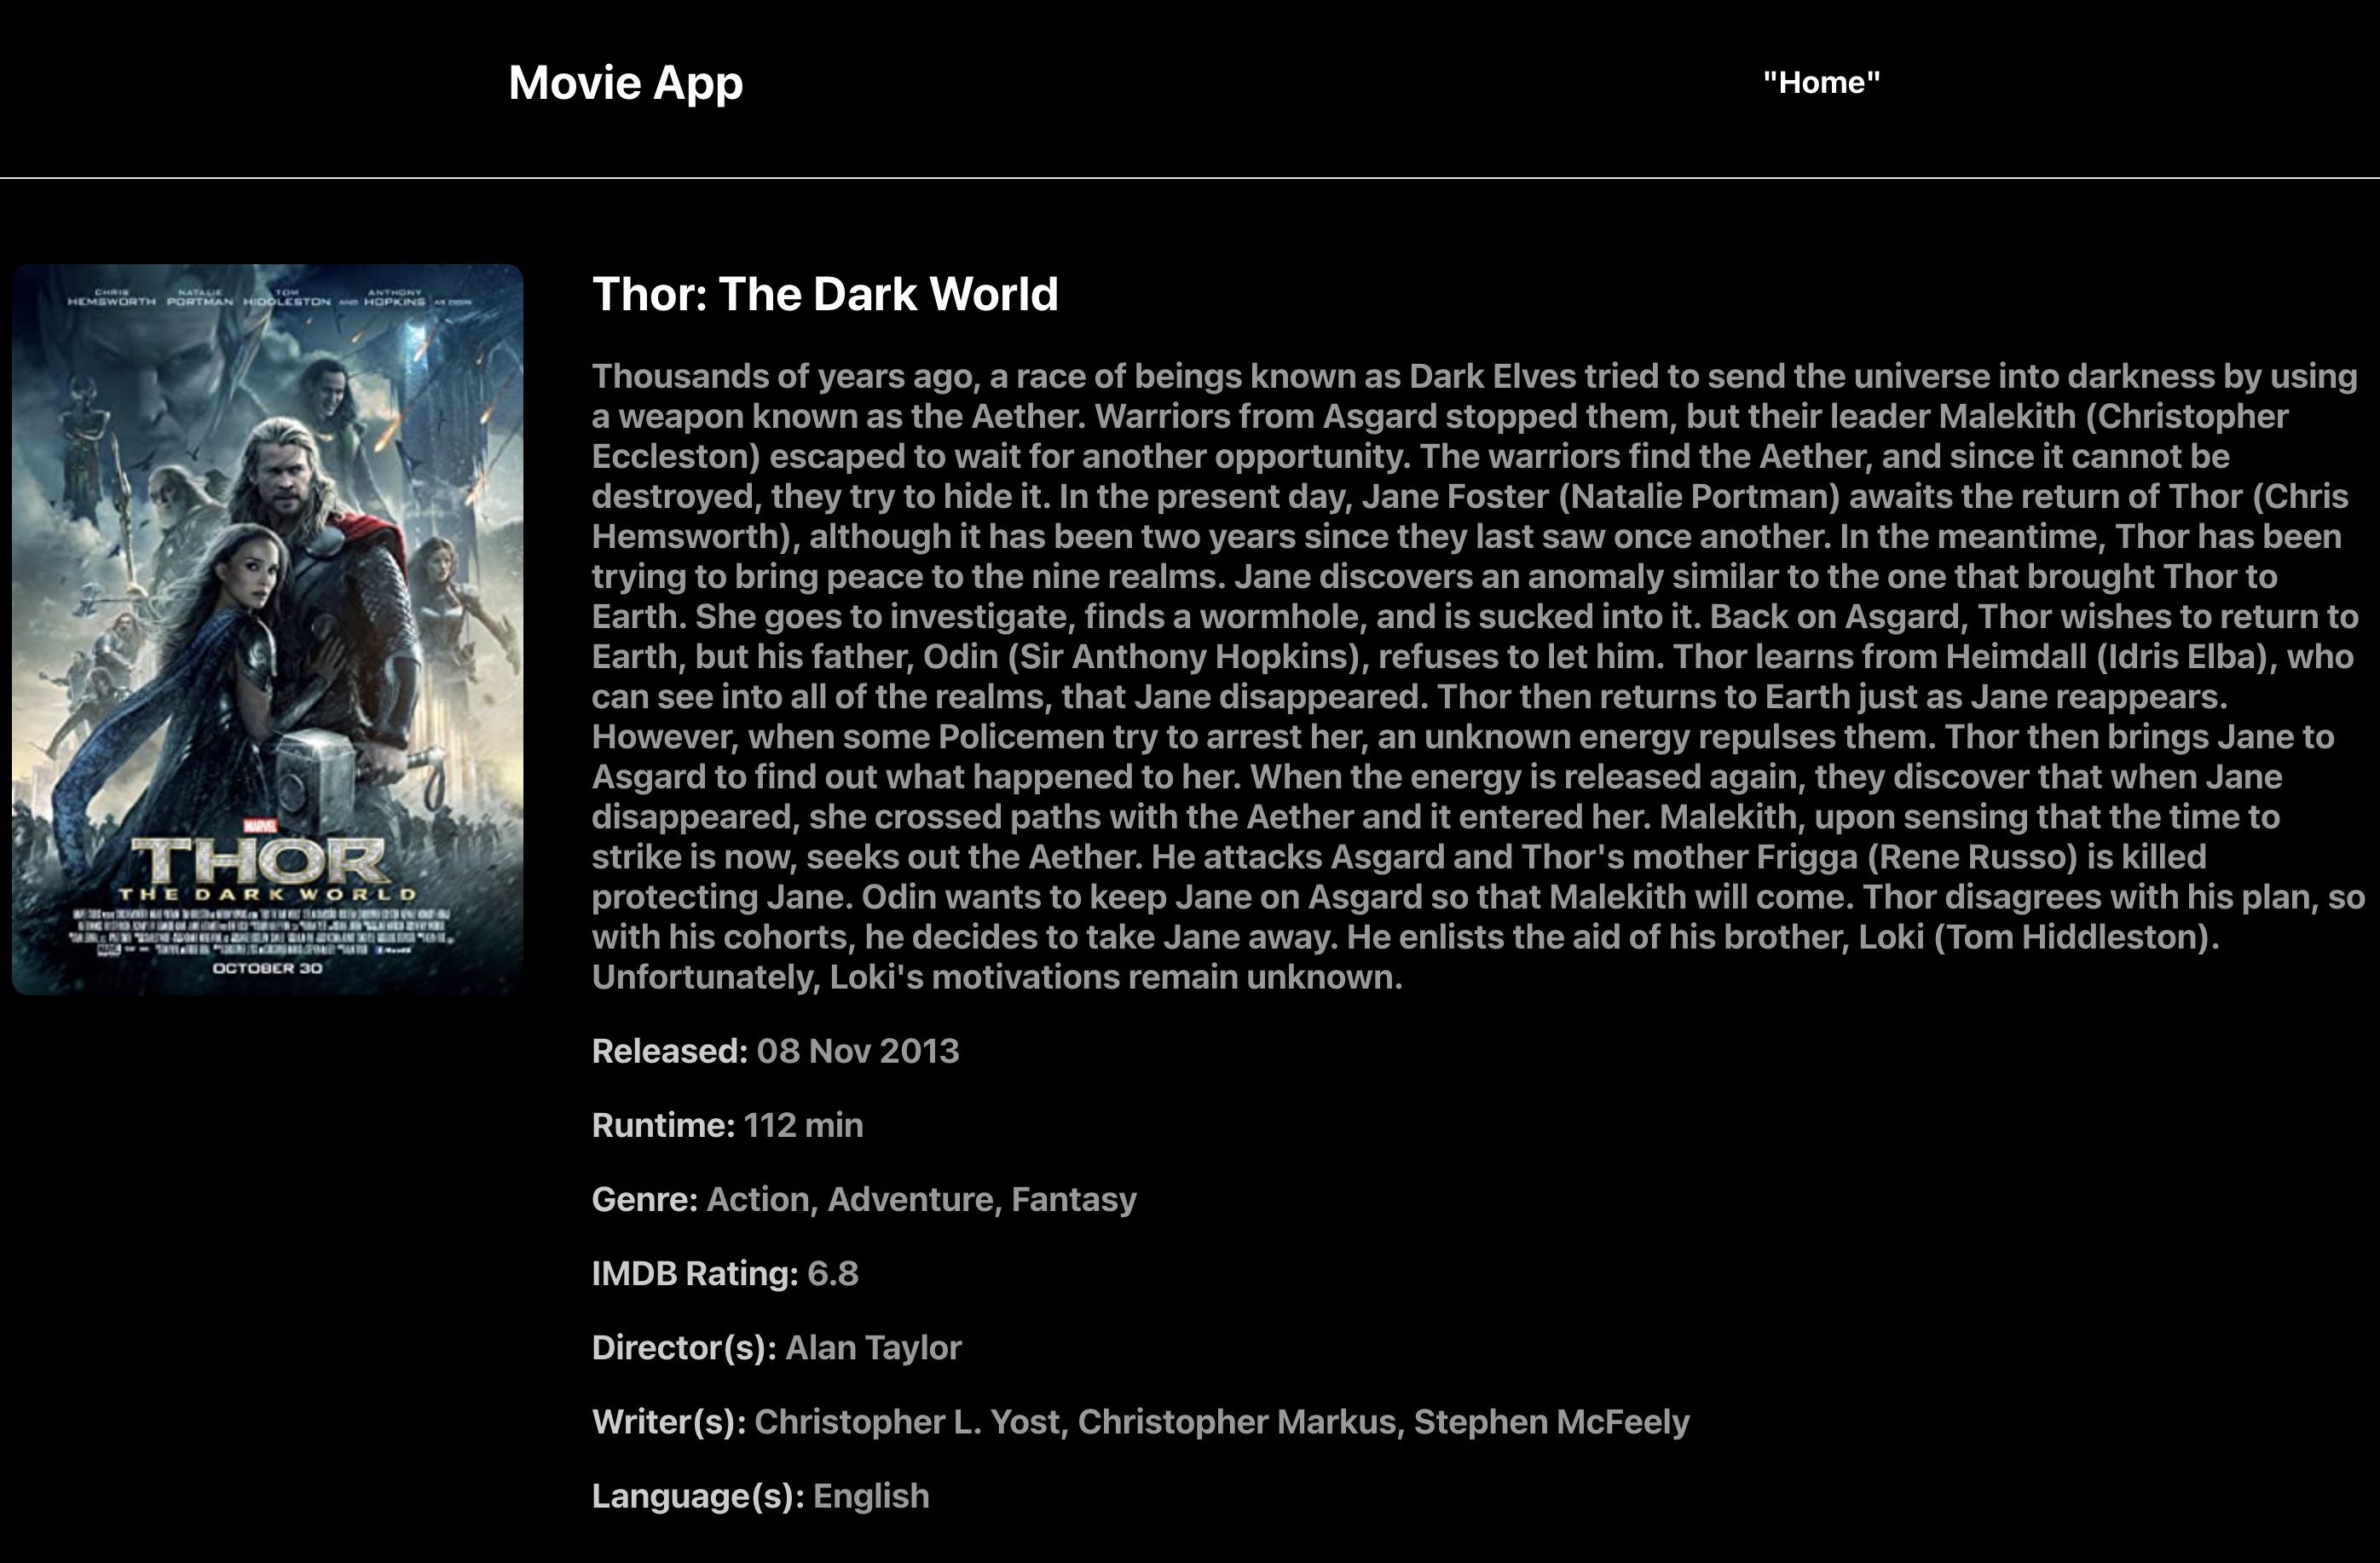 Movie App
"Home"
CHRIS HEMSWORTH NATALIE PORTMAN TOM HIDDLESTON AND ANTHONY HOPKINS AS ODIN
MARVEL
THOR
THE DARK WORLD
OCTOBER 30
Thor: The Dark World
Thousands of years ago, a race of beings known as Dark Elves tried to send the universe into darkness by using
a weapon known as the Aether. Warriors from Asgard stopped them, but their leader Malekith (Christopher
Eccleston) escaped to wait for another opportunity. The warriors find the Aether, and since it cannot be
destroyed, they try to hide it. In the present day, Jane Foster (Natalie Portman) awaits the return of Thor (Chris
Hemsworth), although it has been two years since they last saw once another. In the meantime, Thor has been
trying to bring peace to the nine realms. Jane discovers an anomaly similar to the one that brought Thor to
Earth. She goes to investigate, finds a wormhole, and is sucked into it. Back on Asgard, Thor wishes to return to
Earth, but his father, Odin (Sir Anthony Hopkins), refuses to let him. Thor learns from Heimdall (Idris Elba), who
can see into all of the realms, that Jane disappeared. Thor then returns to Earth just as Jane reappears.
However, when some Policemen try to arrest her, an unknown energy repulses them. Thor then brings Jane to
Asgard to find out what happened to her. When the energy is released again, they discover that when Jane
disappeared, she crossed paths with the Aether and it entered her. Malekith, upon sensing that the time to
strike is now, seeks out the Aether. He attacks Asgard and Thor's mother Frigga (Rene Russo) is killed
protecting Jane. Odin wants to keep Jane on Asgard so that Malekith will come. Thor disagrees with his plan, so
with his cohorts, he decides to take Jane away. He enlists the aid of his brother, Loki (Tom Hiddleston).
Unfortunately, Loki's motivations remain unknown.
Released: 08 Nov 2013
Runtime: 112 min
Genre: Action, Adventure, Fantasy
IMDB Rating: 6.8
Director(s): Alan Taylor
Writer(s): Christopher L. Yost, Christopher Markus, Stephen McFeely
Language(s): English